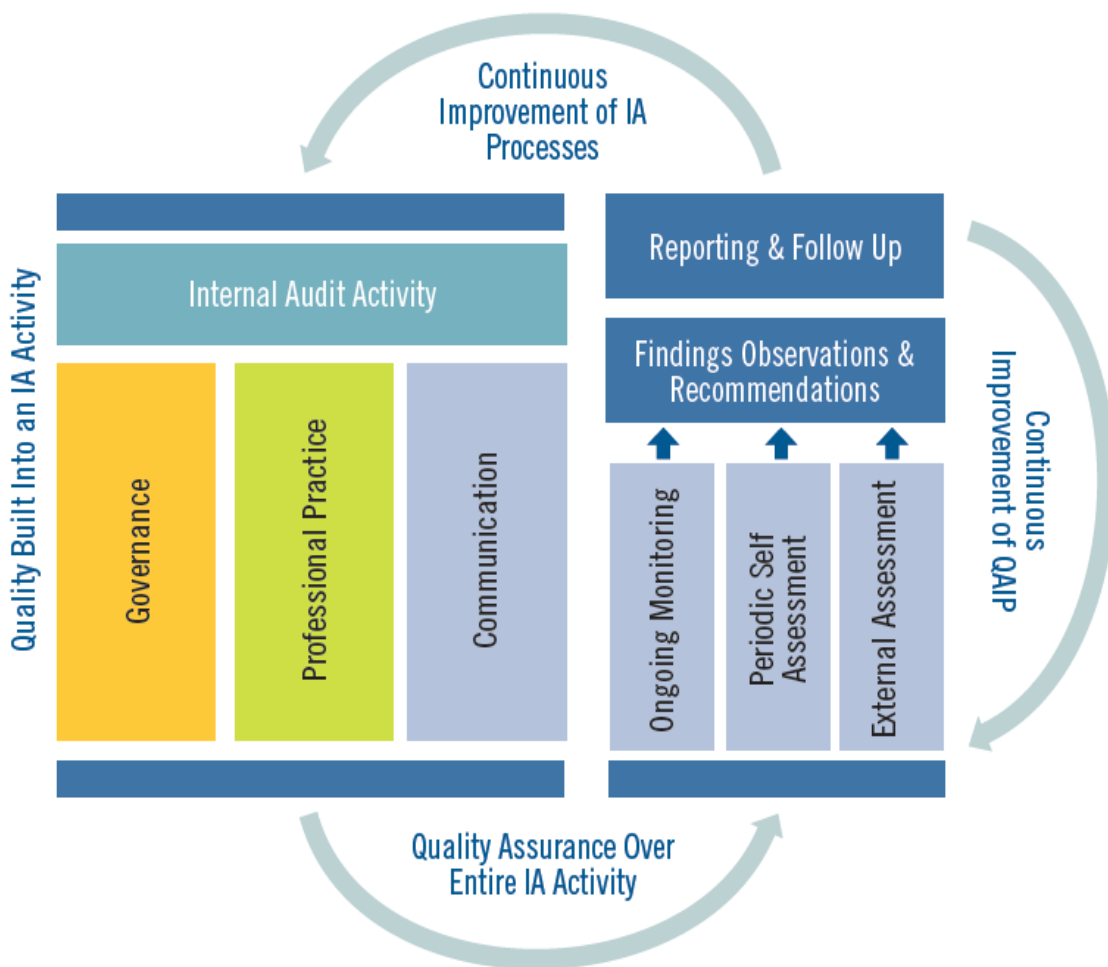 Continuous
Improvement of IA
Processes
Quality Built Into an IA Activity
Internal Audit Activity
Governance
Professional Practice
Communication
Reporting & Follow Up
Findings Observations &
Recommendations
Ongoing Monitoring
Periodic Self
Assessment
External Assessment
Continuous
Improvement of QAIP
Quality Assurance Over
Entire IA Activity